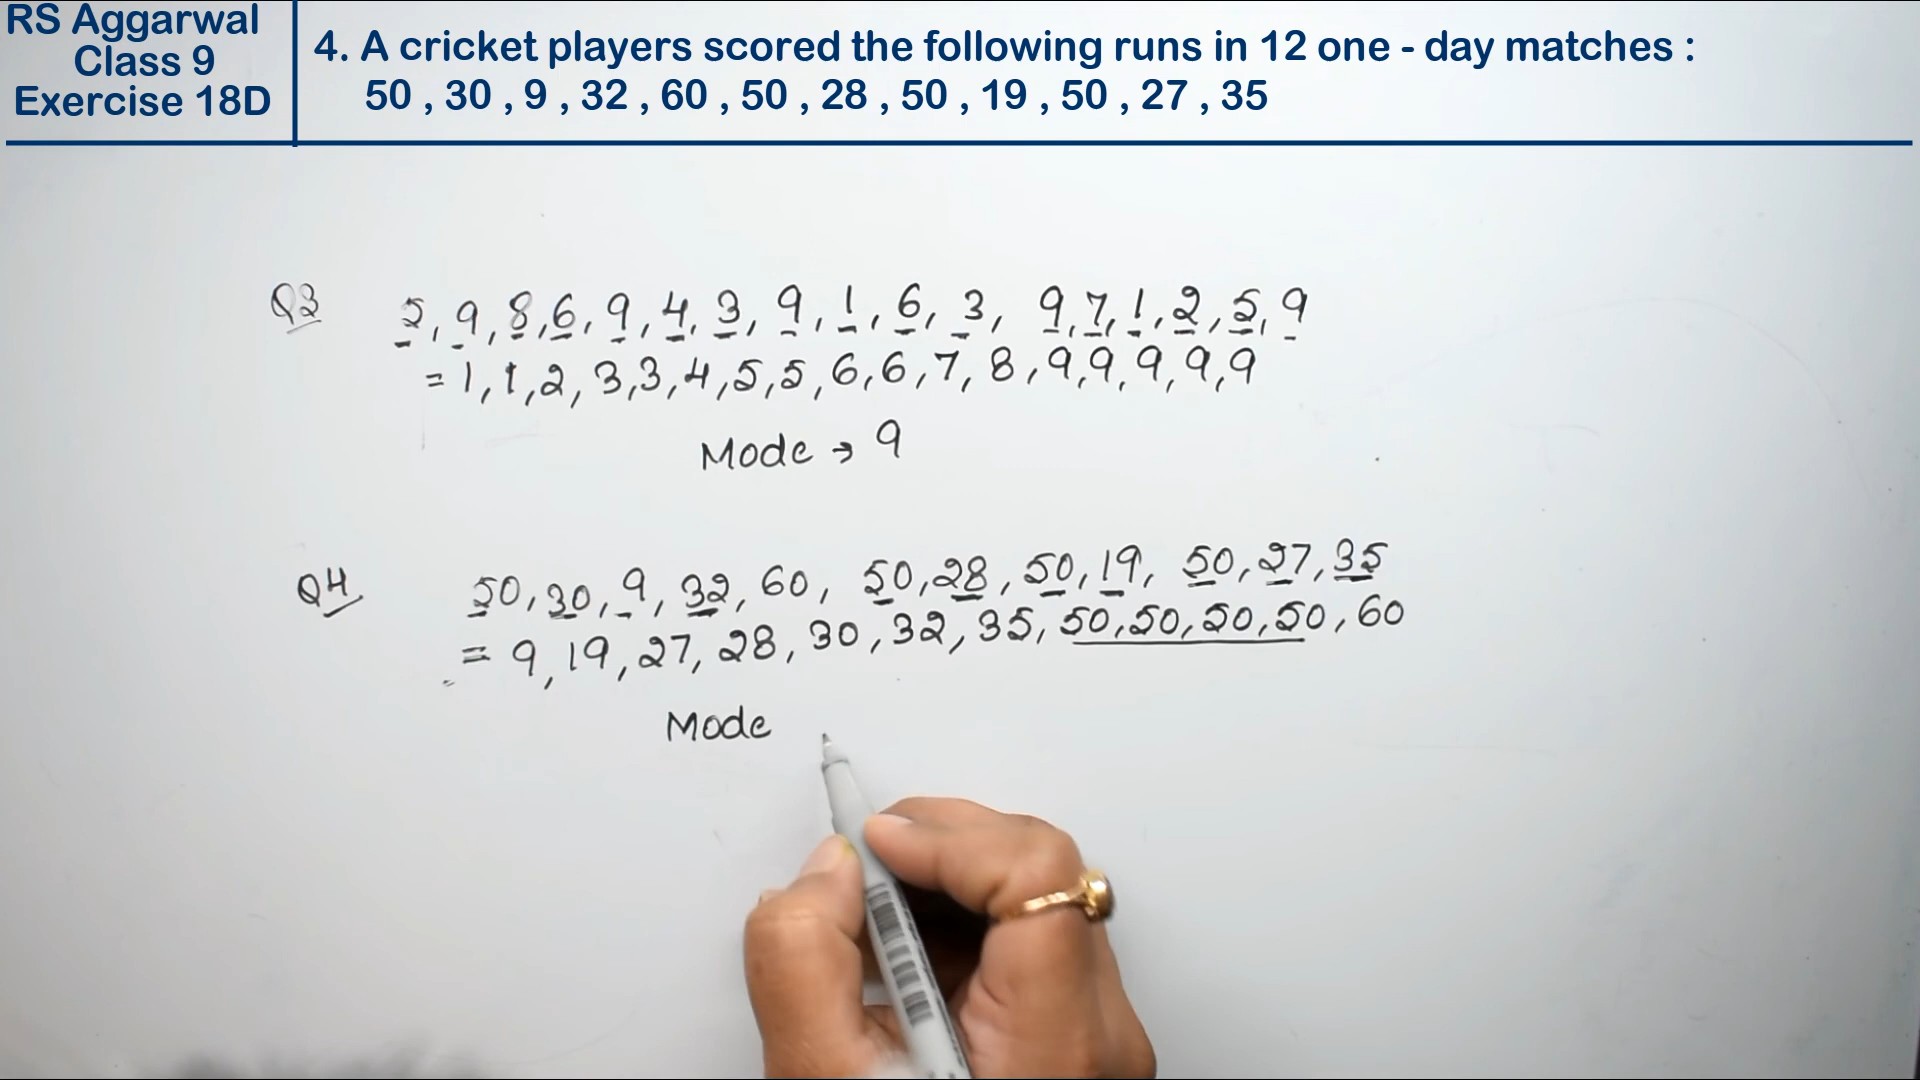 RS Aggarwal
Class 9
Exercise 18D
4. A cricket players scored the following runs in 12 one - day matches :
50 , 30 , 9 , 32 , 60 , 50 , 28 , 50 , 19 , 50 , 27 , 35
Q3 5, 9, 8, 6, 9, 4, 3, 9, 1, 6, 3, 9, 7, 1, 2, 5, 9
= 1, 1, 2, 3, 3, 4, 5, 5, 6, 6, 7, 8, 9, 9, 9, 9, 9
Mode → 9
Q4 50, 30, 9, 32, 60, 50, 28, 50, 19, 50, 27, 35
= 9, 19, 27, 28, 30, 32, 35, 50, 50, 50, 50, 60
Mode